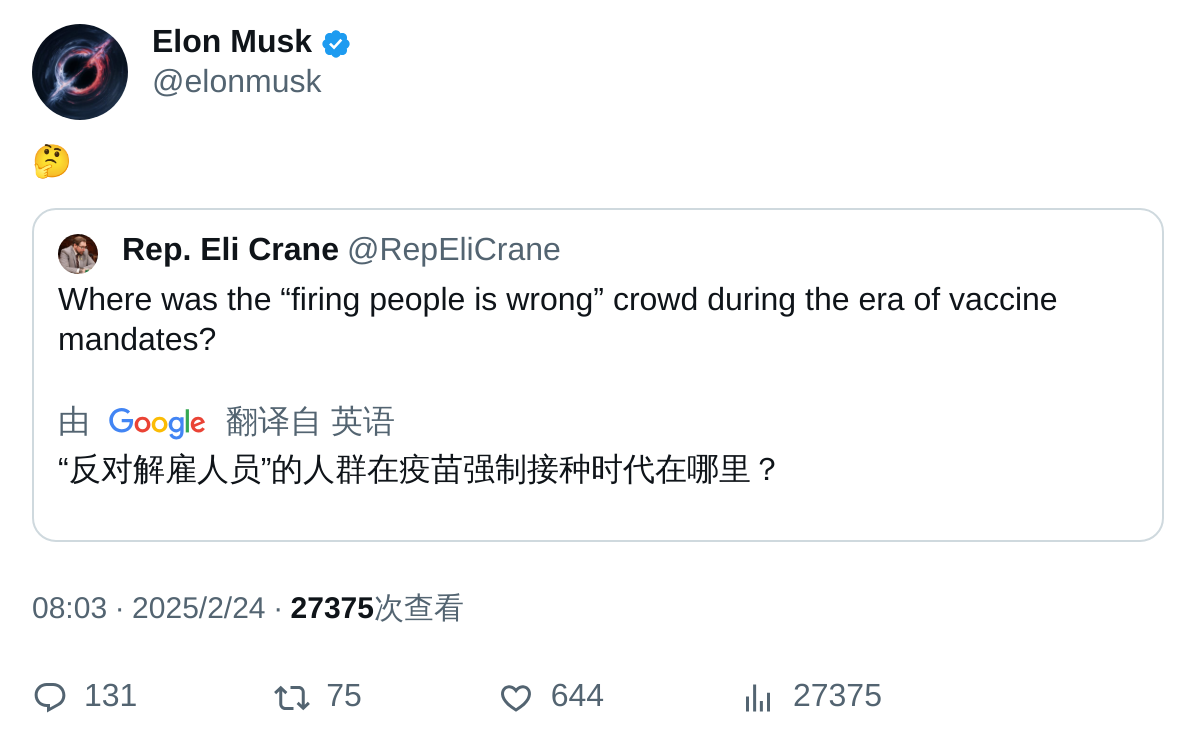 Elon Musk
@elonmusk
🤔
Rep. Eli Crane @RepEliCrane
Where was the “firing people is wrong” crowd during the era of vaccine
mandates?
由 Google 翻译自 英语
“反对解雇人员”的人群在疫苗强制接种时代在哪里？
08:03 · 2025/2/24 · 27375次查看
131 75 644 27375